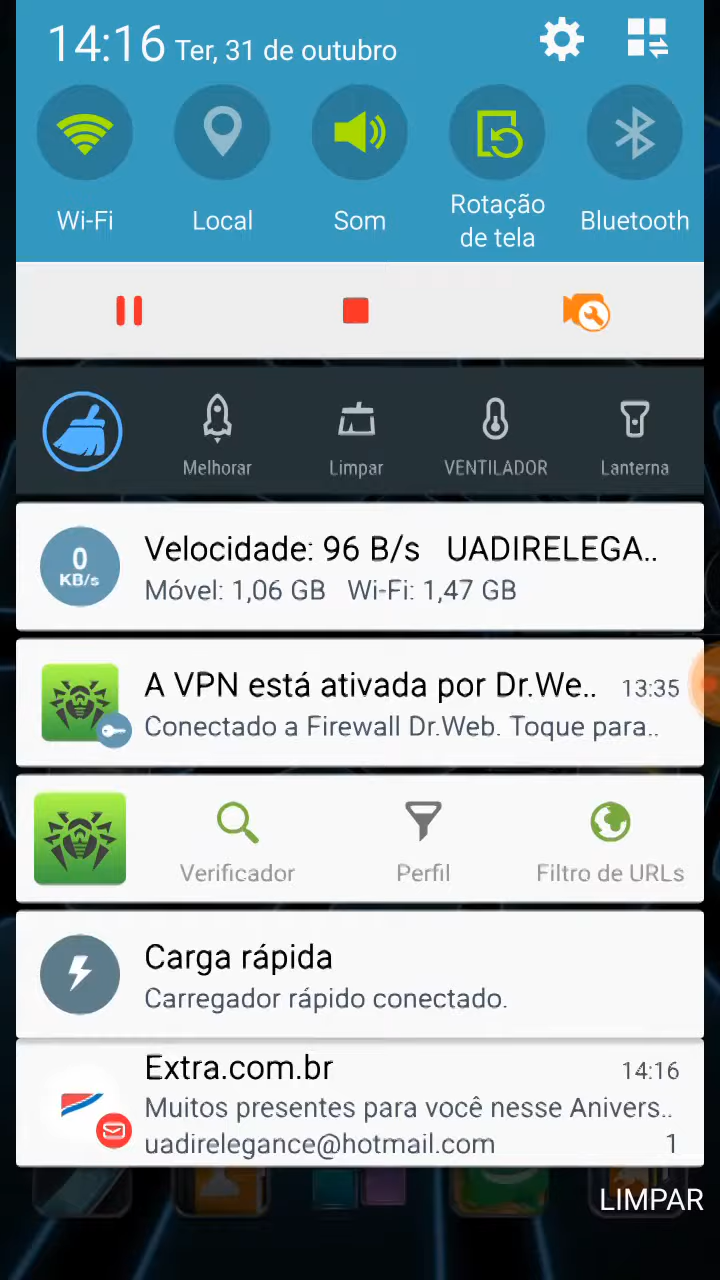 14:16 Ter, 31 de outubro
Wi-Fi
Local
Som
Rotação
de tela
Bluetooth
Melhorar
Limpar
VENTILADOR
Lanterna
0
KB/s
Velocidade: 96 B/s UADIRELEGA..
Móvel: 1,06 GB Wi-Fi: 1,47 GB
A VPN está ativada por Dr.We.. 13:35
Conectado a Firewall Dr.Web. Toque para..
Verificador
Perfil
Filtro de URLs
Carga rápida
Carregador rápido conectado.
Extra.com.br 14:16
Muitos presentes para você nesse Anivers..
uadirelegance@hotmail.com 1
LIMPAR